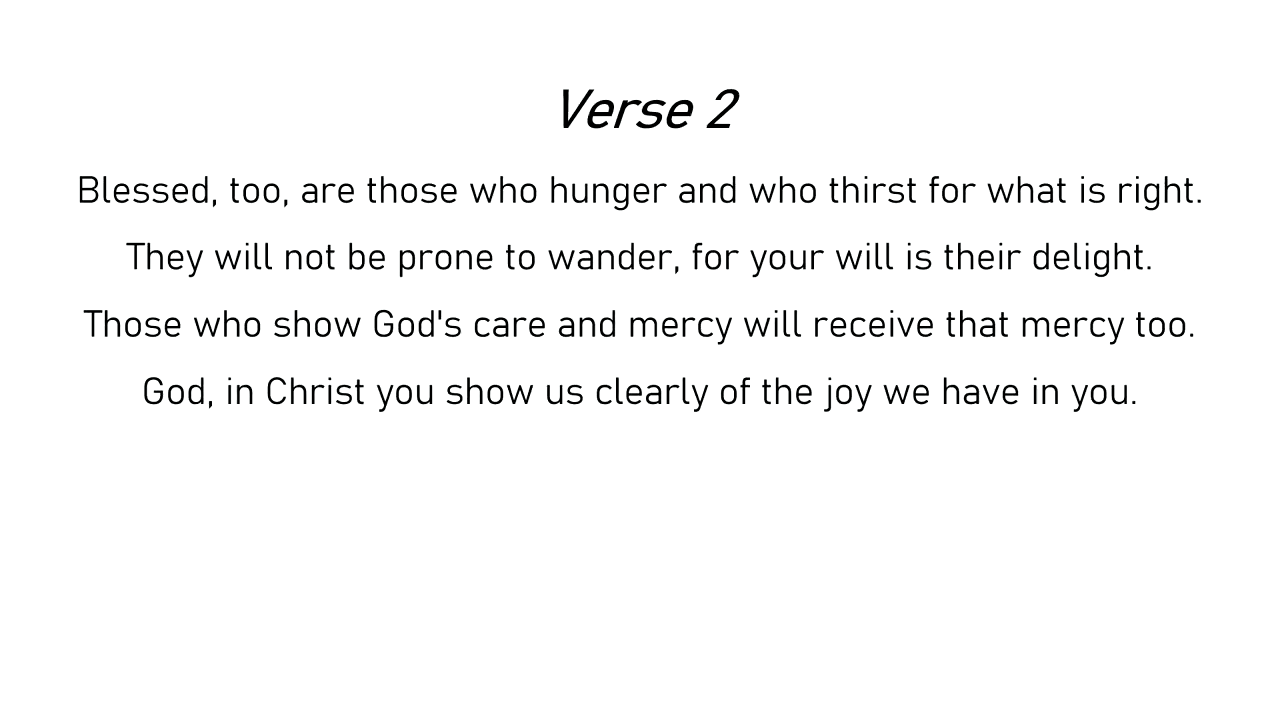 Verse 2
Blessed, too, are those who hunger and who thirst for what is right.
They will not be prone to wander, for your will is their delight.
Those who show God's care and mercy will receive that mercy too.
God, in Christ you show us clearly of the joy we have in you.